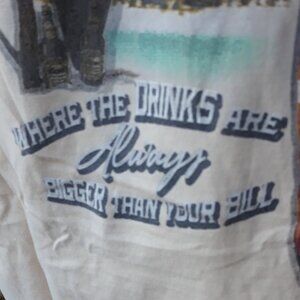 WHERE THE DRINKS ARE
Always
BIGGER THAN YOUR BILL